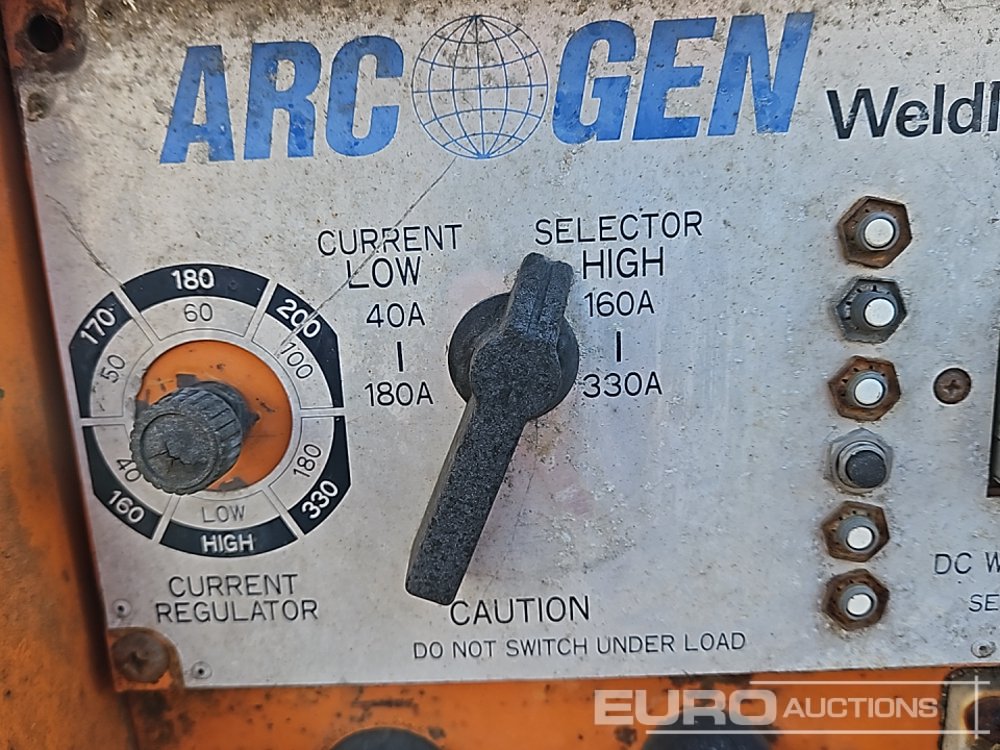 ARC GEN Weld
CURRENT SELECTOR
LOW HIGH
40A 160A
180A 330A
170 180 200
50 60 100
40 180
160 330
LOW
HIGH
CURRENT
REGULATOR
CAUTION
DO NOT SWITCH UNDER LOAD
DC W
SE
EURO AUCTIONS